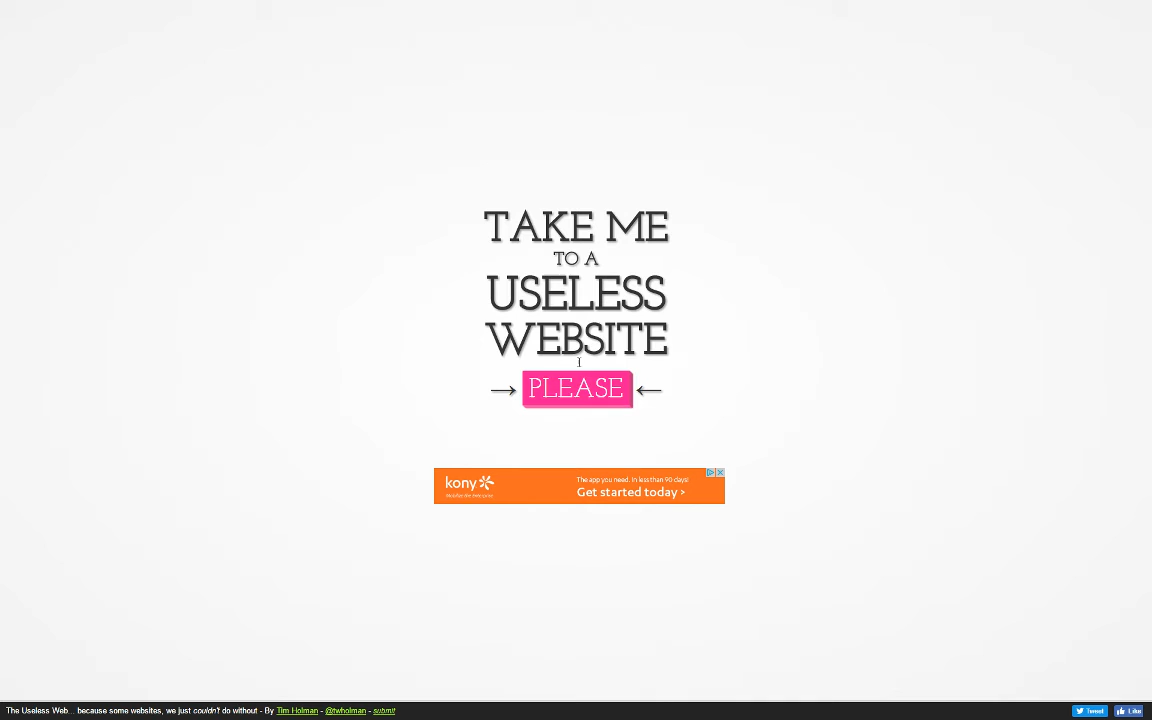 TAKE ME
TO A
USELESS
WEBSITE
→ PLEASE ←
kony
The app you need. In less than 90 days!
Get started today >
The Useless Web... because some websites, we just couldn't do without - By Tim Holman - @twholman - submit
Tweet
Like